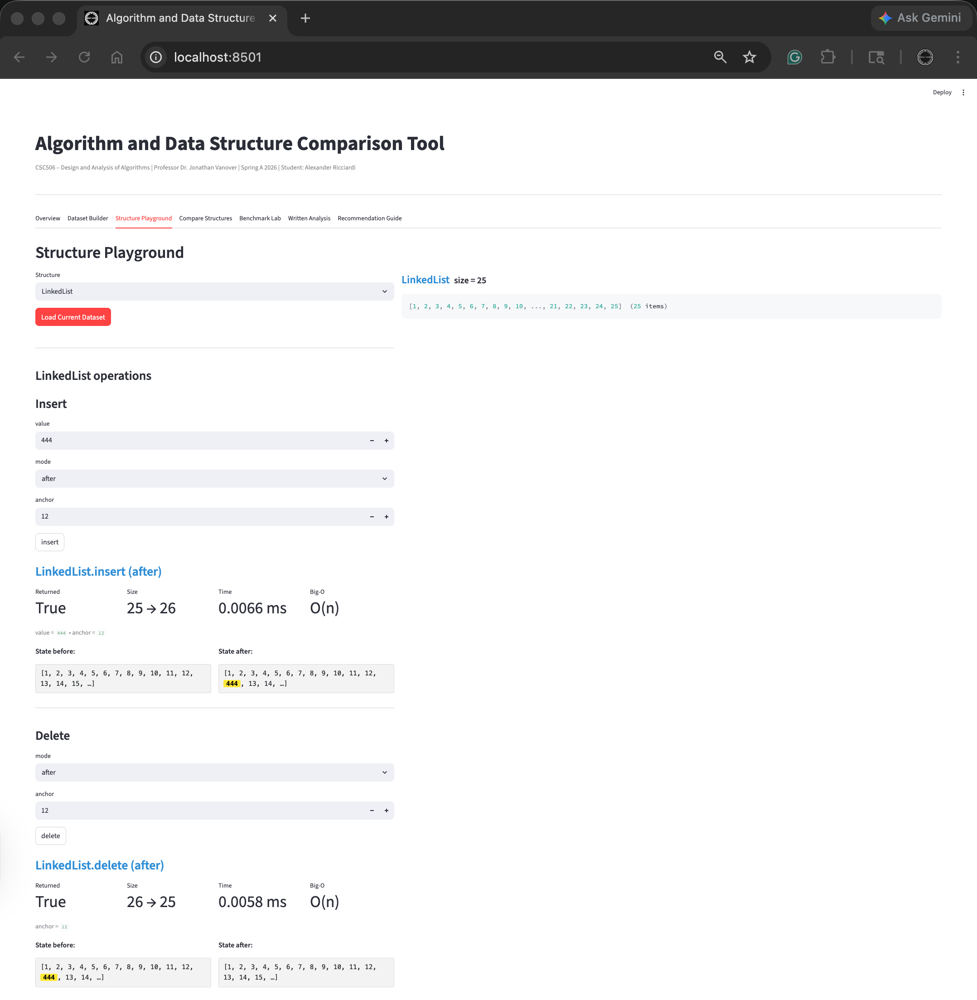 Algorithm and Data Structure
Ask Gemini
localhost:8501
Deploy
Algorithm and Data Structure Comparison Tool
CSC506 – Design and Analysis of Algorithms | Professor Dr. Jonathan Vanover | Spring A 2026 | Student: Alexander Ricciardi
Overview Dataset Builder Structure Playground Compare Structures Benchmark Lab Written Analysis Recommendation Guide
Structure Playground
Structure
LinkedList
Load Current Dataset
LinkedList size = 25
[1, 2, 3, 4, 5, 6, 7, 8, 9, 10, ..., 21, 22, 23, 24, 25] (25 items)
LinkedList operations
Insert
value
444
mode
after
anchor
12
insert
LinkedList.insert (after)
Returned Size Time Big-O
True 25 → 26 0.0066 ms O(n)
value = 444 • anchor = 12
State before: State after:
[1, 2, 3, 4, 5, 6, 7, 8, 9, 10, 11, 12,
13, 14, 15, …]
[1, 2, 3, 4, 5, 6, 7, 8, 9, 10, 11, 12,
444, 13, 14, …]
Delete
mode
after
anchor
12
delete
LinkedList.delete (after)
Returned Size Time Big-O
True 26 → 25 0.0058 ms O(n)
anchor = 12
State before: State after:
[1, 2, 3, 4, 5, 6, 7, 8, 9, 10, 11, 12,
444, 13, 14, …]
[1, 2, 3, 4, 5, 6, 7, 8, 9, 10, 11, 12,
13, 14, 15, …]